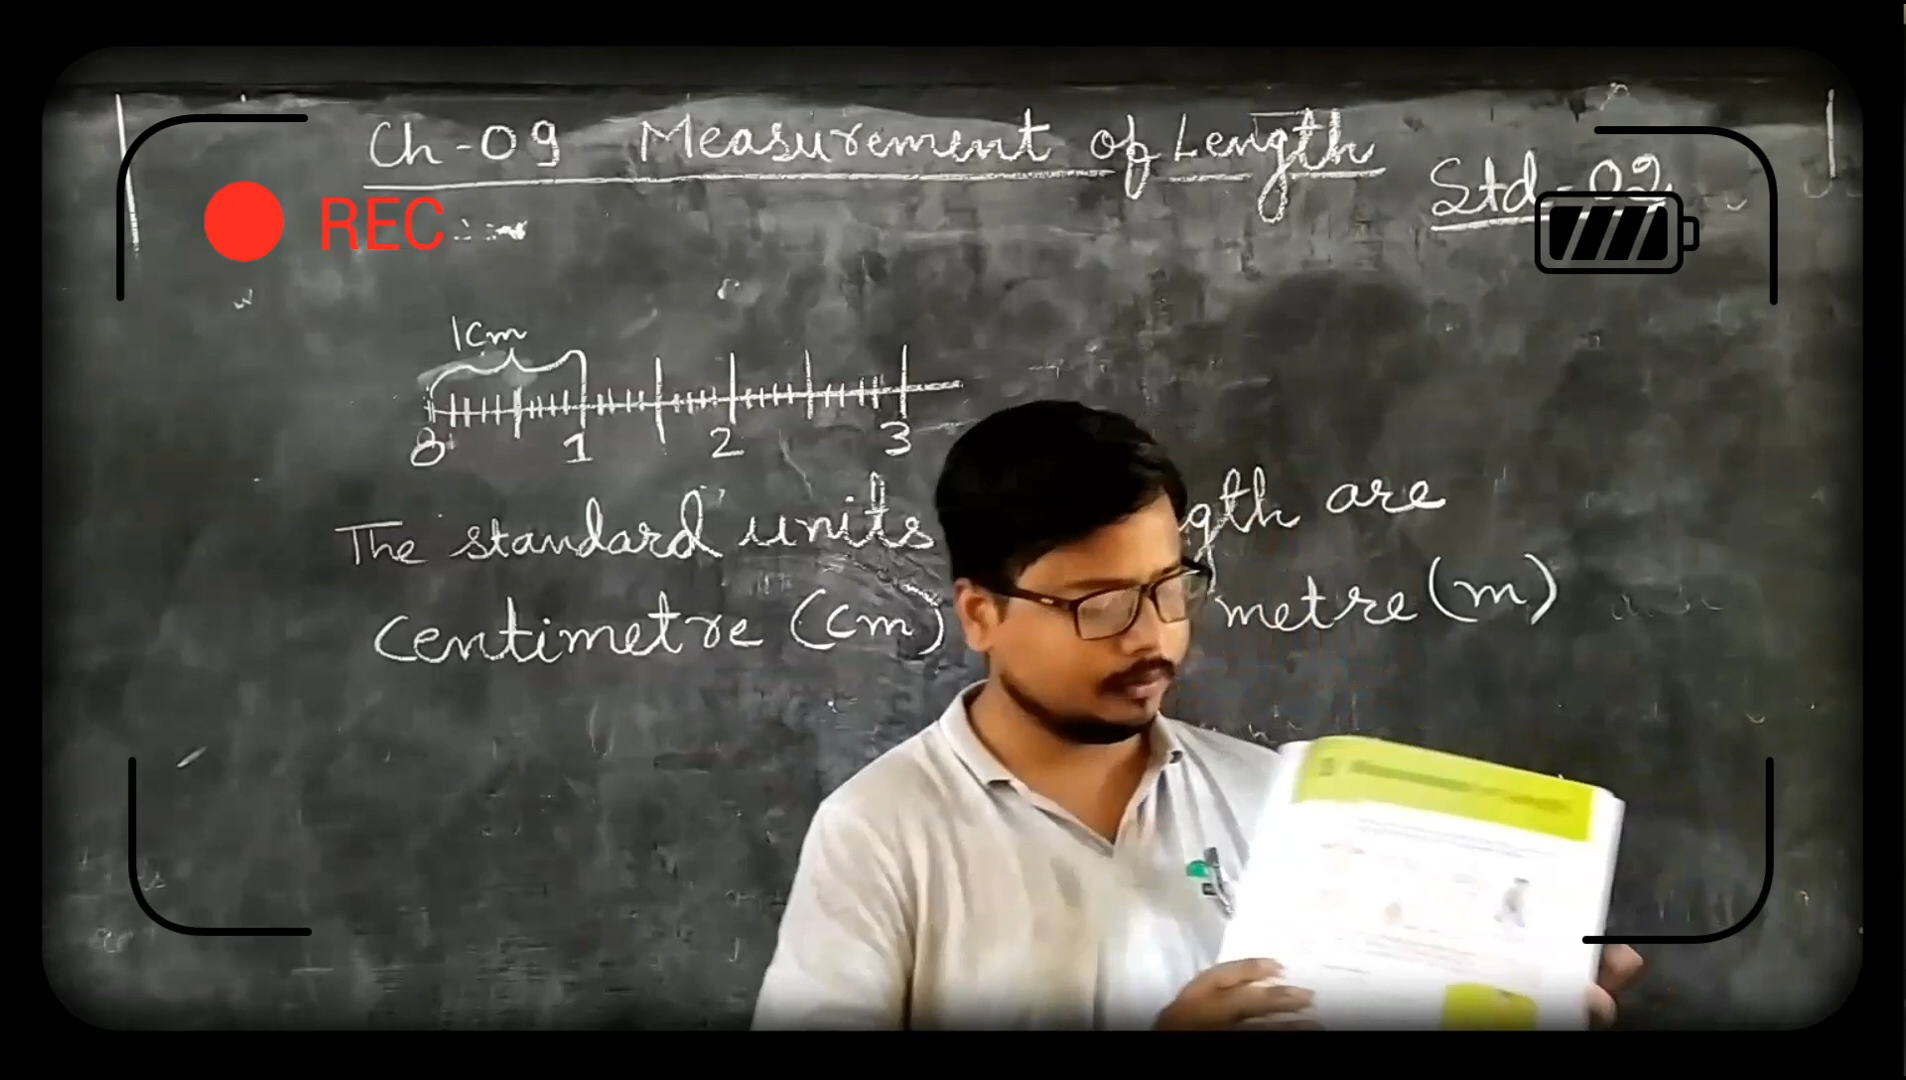 Ch-09 Measurement of Length
Std-02
REC
1cm
0 1 2 3
The standard units gth are
Centimetre (cm) metre (m)